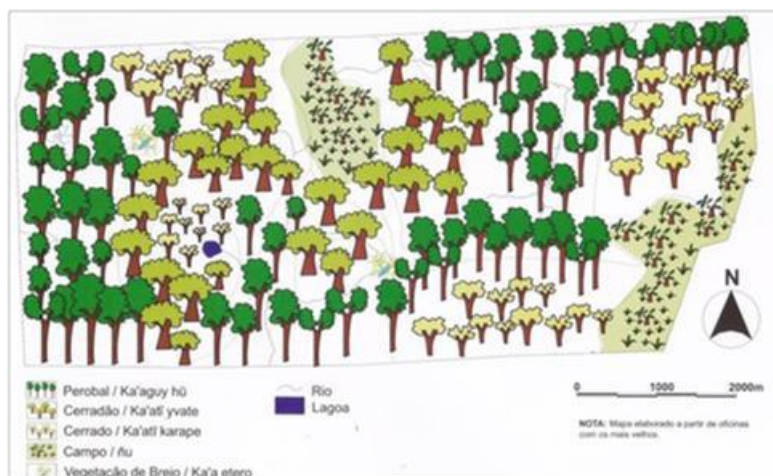 N
Perobal / Ka'aguy hũ
Cerradão / Ka'atĩ yvate
Cerrado / Ka'atĩ karape
Campo / ñu
Vegetação de Brejo / Ka'a etero
Rio
Lagoa
0 1000 2000m
NOTA: Mapa elaborado a partir de oficinas
com os mais velhos.